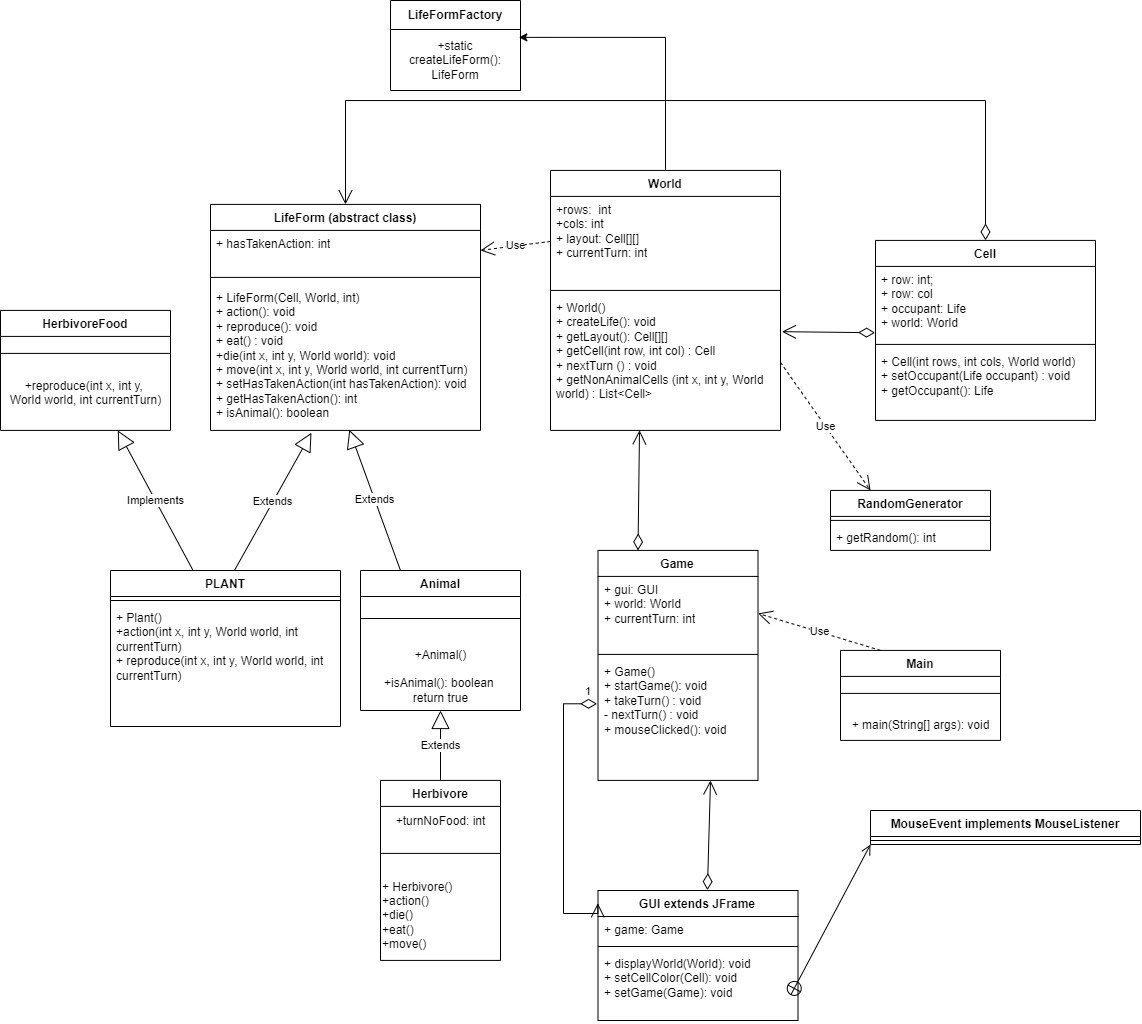 LifeFormFactory
+static
createLifeForm():
LifeForm
World
+rows:  int
+cols: int
+ layout: Cell[][]
+ currentTurn: int
+ World()
+ createLife(): void
+ getLayout(): Cell[][]
+ getCell(int row, int col) : Cell
+ nextTurn () : void
+ getNonAnimalCells (int x, int y, World
world) : List<Cell>
LifeForm (abstract class)
+ hasTakenAction: int
+ LifeForm(Cell, World, int)
+ action(): void
+ reproduce(): void
+ eat() : void
+die(int x, int y, World world): void
+ move(int x, int y, World world, int currentTurn)
+ setHasTakenAction(int hasTakenAction): void
+ getHasTakenAction(): int
+ isAnimal(): boolean
Use
Cell
+ row: int;
+ row: col
+ occupant: Life
+ world: World
+ Cell(int rows, int cols, World world)
+ setOccupant(Life occupant) : void
+ getOccupant(): Life
HerbivoreFood
+reproduce(int x, int y,
World world, int currentTurn)
Use
Implements
Extends
Extends
RandomGenerator
+ getRandom(): int
PLANT
+ Plant()
+action(int x, int y, World world, int
currentTurn)
+ reproduce(int x, int y, World world, int
currentTurn)
Animal
+Animal()
+isAnimal(): boolean
return true
Game
+ gui: GUI
+ world: World
+ currentTurn: int
+ Game()
+ startGame(): void
+ takeTurn() : void
- nextTurn() : void
+ mouseClicked(): void
Use
Main
+ main(String[] args): void
1
Extends
Herbivore
+turnNoFood: int
+ Herbivore()
+action()
+die()
+eat()
+move()
MouseEvent implements MouseListener
GUI extends JFrame
+ game: Game
+ displayWorld(World): void
+ setCellColor(Cell): void
+ setGame(Game): void